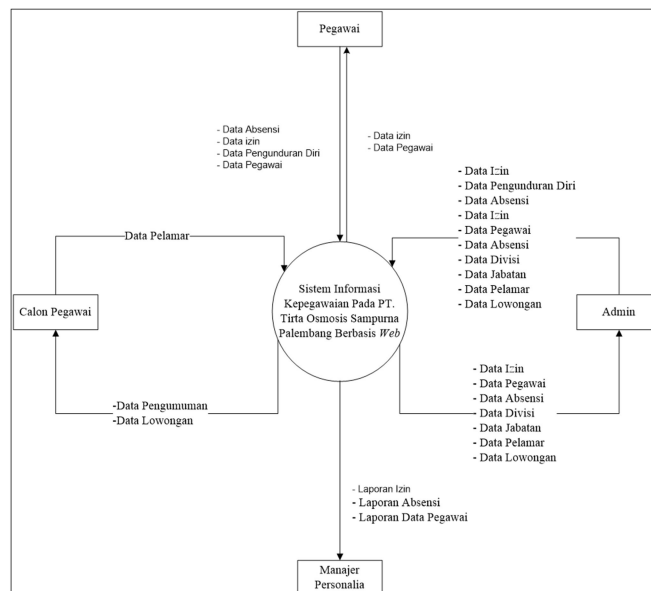 Pegawai
- Data Absensi
- Data izin
- Data Pengunduran Diri
- Data Pegawai
- Data izin
- Data Pegawai
- Data Izin
- Data Pengunduran Diri
- Data Absensi
- Data Izin
- Data Pegawai
- Data Absensi
- Data Divisi
- Data Jabatan
- Data Pelamar
- Data Lowongan
Data Pelamar
Calon Pegawai
Sistem Informasi
Kepegawaian Pada PT.
Tirta Osmosis Sampurna
Palembang Berbasis Web
Admin
-Data Pengumuman
-Data Lowongan
- Data Izin
- Data Pegawai
- Data Absensi
- Data Divisi
- Data Jabatan
- Data Pelamar
- Data Lowongan
- Laporan Izin
- Laporan Absensi
- Laporan Data Pegawai
Manajer
Personalia